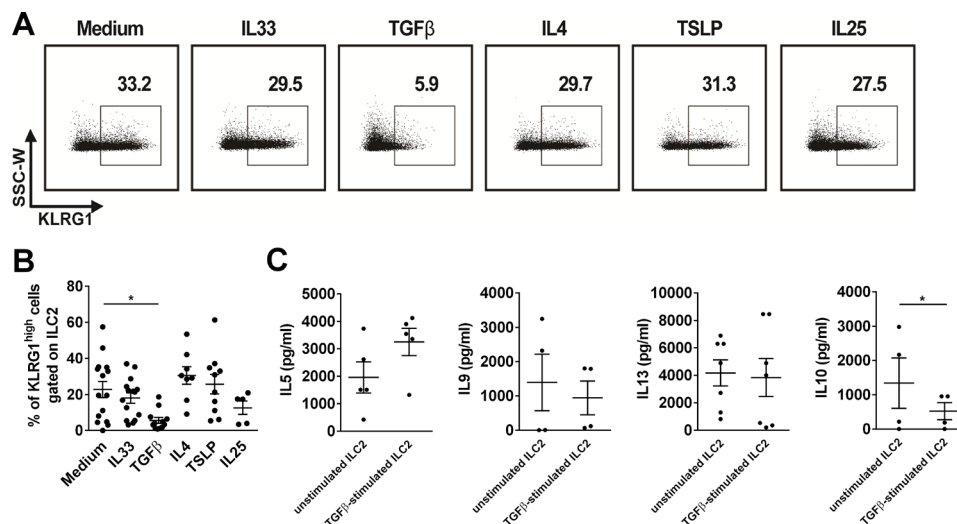 A
Medium IL33 TGFβ IL4 TSLP IL25
33.2 29.5 5.9 29.7 31.3 27.5
SSC-W
KLRG1
B
% of KLRG1high cells
gated on ILC2
80
60
40
20
0
*
Medium IL33 TGFβ IL4 TSLP IL25
C
IL5 (pg/ml)
5000
4000
3000
2000
1000
0
unstimulated ILC2
TGFβ-stimulated ILC2
IL9 (pg/ml)
4000
3000
2000
1000
0
unstimulated ILC2
TGFβ-stimulated ILC2
IL13 (pg/ml)
10000
8000
6000
4000
2000
0
unstimulated ILC2
TGFβ-stimulated ILC2
IL10 (pg/ml)
4000
3000
2000
1000
0
*
unstimulated ILC2
TGFβ-stimulated ILC2